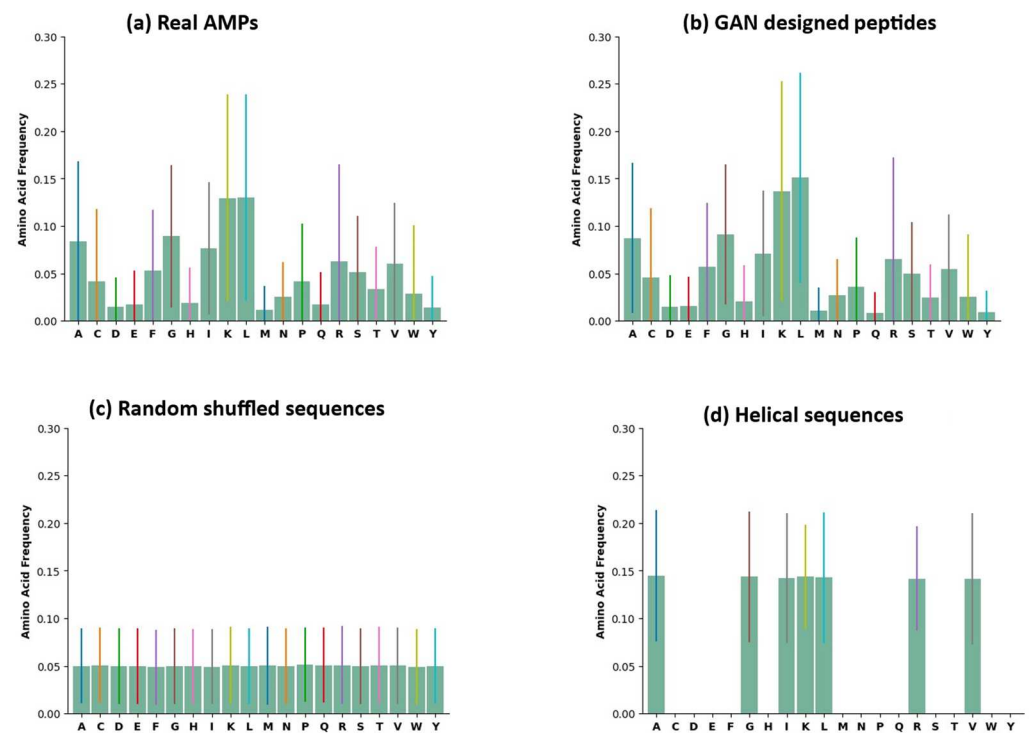 (a) Real AMPs
Amino Acid Frequency
0.30
0.25
0.20
0.15
0.10
0.05
0.00
A C D E F G H I K L M N P Q R S T V W Y
(b) GAN designed peptides
Amino Acid Frequency
0.30
0.25
0.20
0.15
0.10
0.05
0.00
A C D E F G H I K L M N P Q R S T V W Y
(c) Random shuffled sequences
Amino Acid Frequency
0.30
0.25
0.20
0.15
0.10
0.05
0.00
A C D E F G H I K L M N P Q R S T V W Y
(d) Helical sequences
Amino Acid Frequency
0.30
0.25
0.20
0.15
0.10
0.05
0.00
A C D E F G H I K L M N P Q R S T V W Y